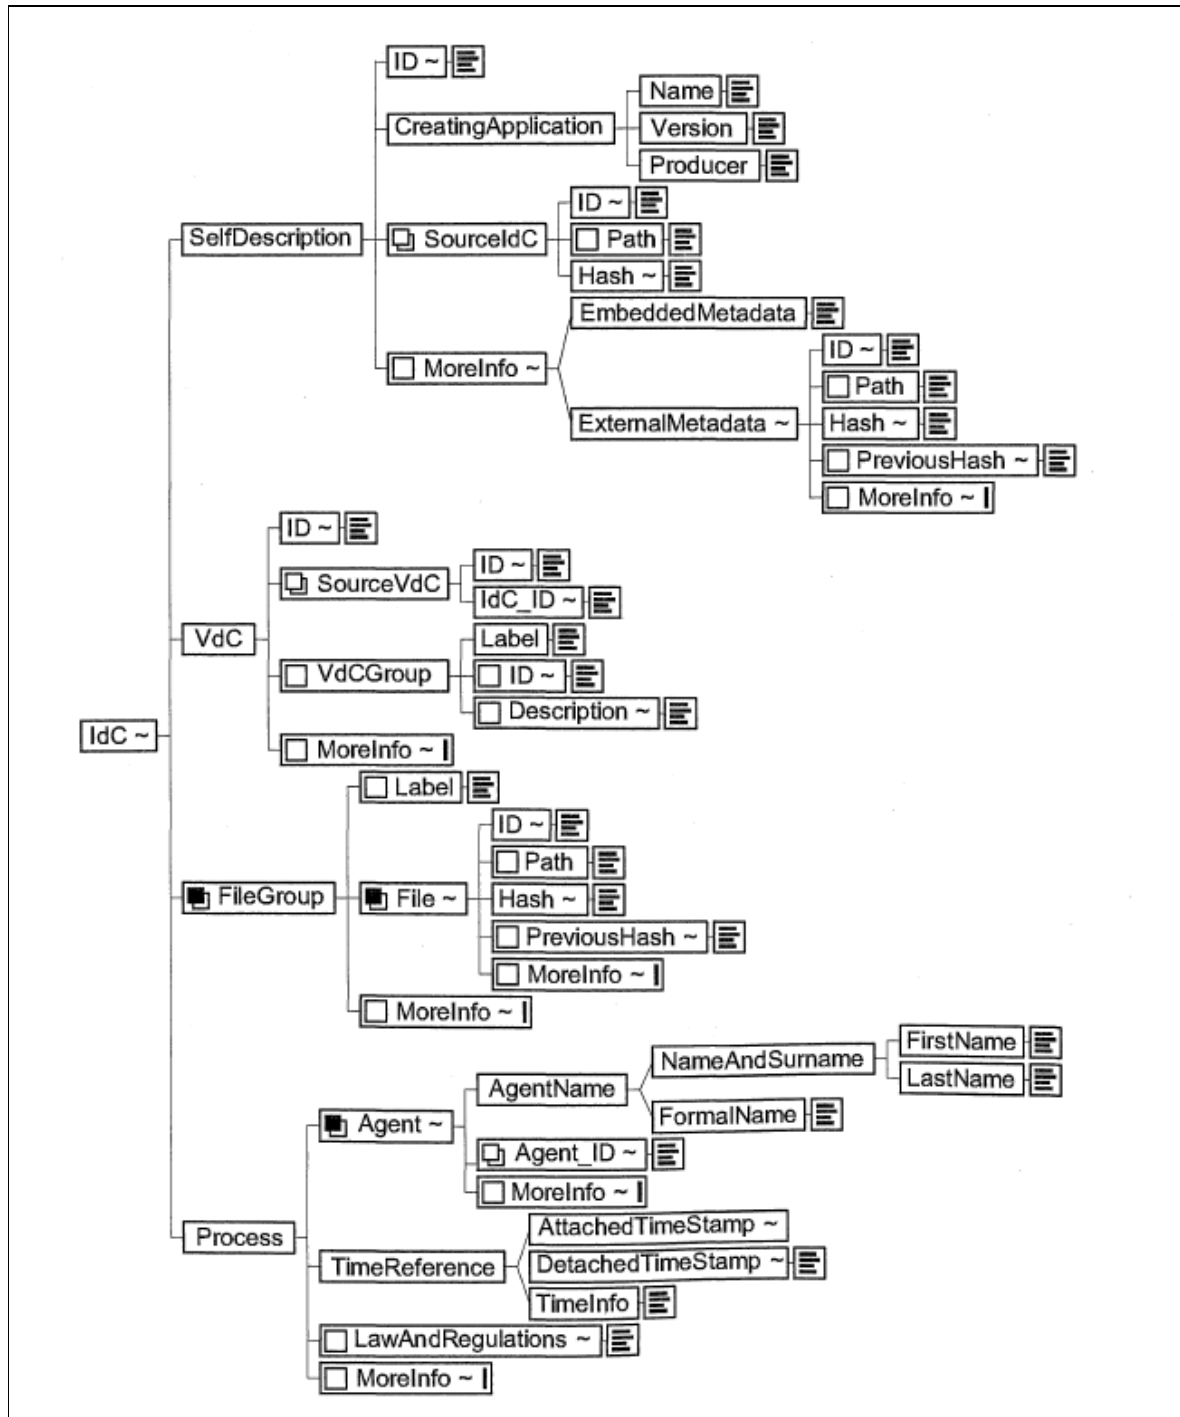 ID ~
CreatingApplication
Name
Version
Producer
SelfDescription
SourceIdC
ID ~
Path
Hash ~
MoreInfo ~
EmbeddedMetadata
ExternalMetadata ~
ID ~
Path
Hash ~
PreviousHash ~
MoreInfo ~
VdC
ID ~
SourceVdC
ID ~
IdC_ID ~
VdCGroup
Label
ID ~
Description ~
MoreInfo ~
IdC ~
FileGroup
Label
File ~
ID ~
Path
Hash ~
PreviousHash ~
MoreInfo ~
MoreInfo ~
Process
Agent ~
AgentName
NameAndSurname
FirstName
LastName
FormalName
Agent_ID ~
MoreInfo ~
TimeReference
AttachedTimeStamp ~
DetachedTimeStamp ~
TimeInfo
LawAndRegulations ~
MoreInfo ~